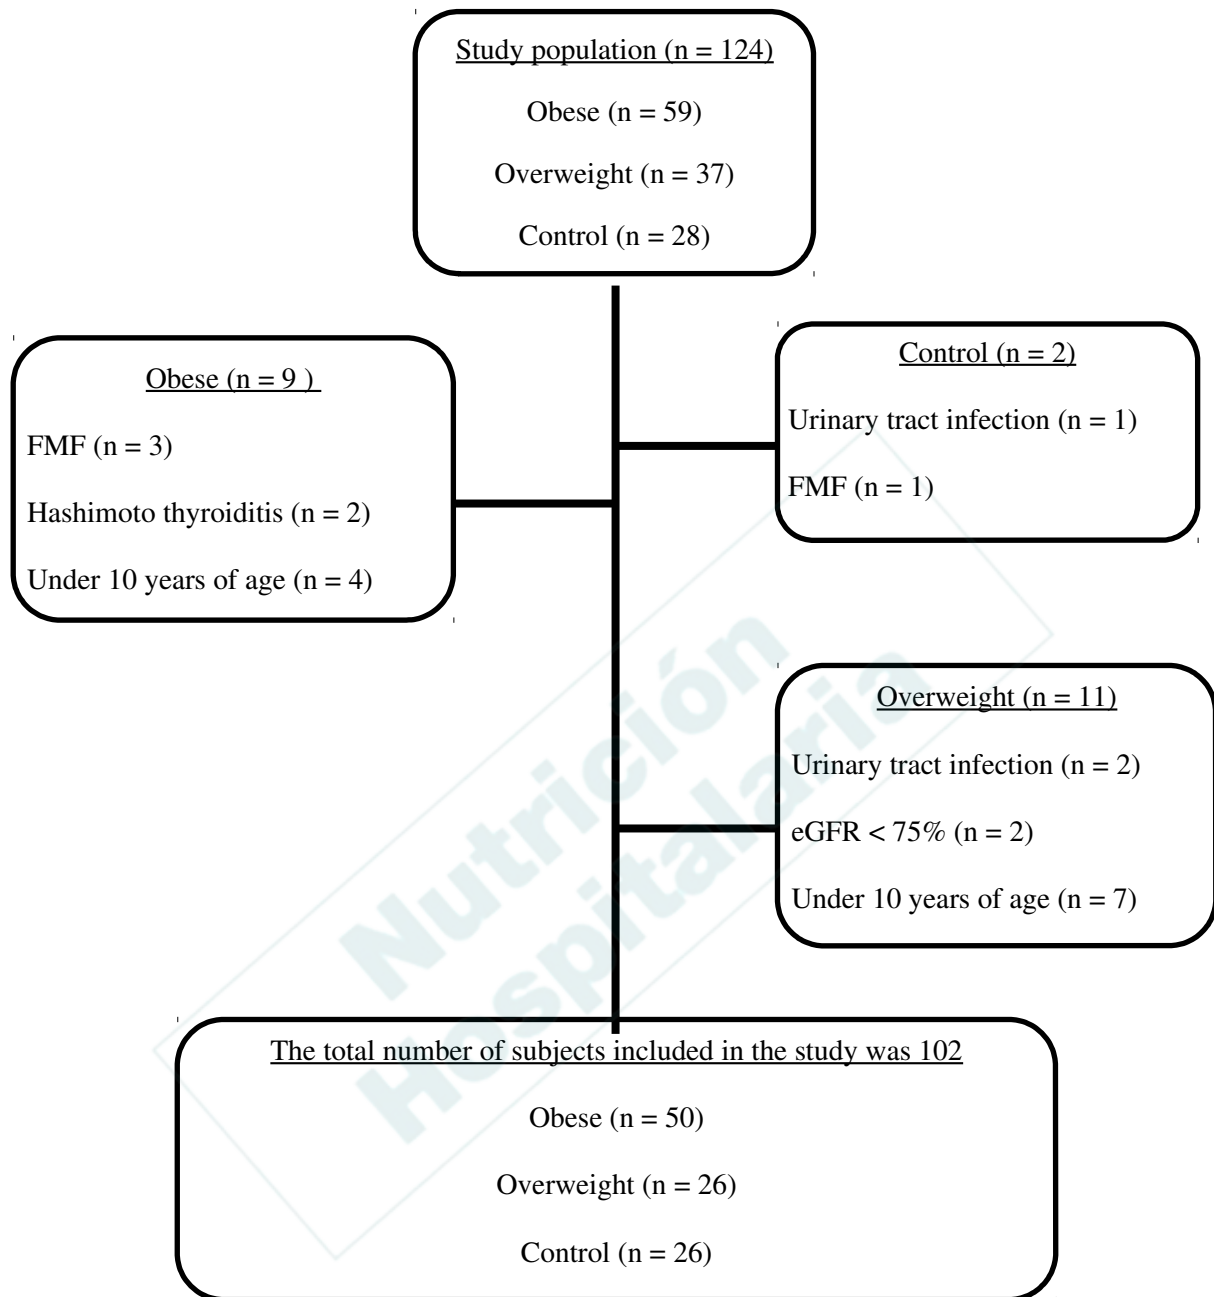 Study population (n = 124)
Obese (n = 59)
Overweight (n = 37)
Control (n = 28)
Obese (n = 9 )
FMF (n = 3)
Hashimoto thyroiditis (n = 2)
Under 10 years of age (n = 4)
Control (n = 2)
Urinary tract infection (n = 1)
FMF (n = 1)
Overweight (n = 11)
Urinary tract infection (n = 2)
eGFR < 75% (n = 2)
Under 10 years of age (n = 7)
Nutrición
Hospitalaria
The total number of subjects included in the study was 102
Obese (n = 50)
Overweight (n = 26)
Control (n = 26)